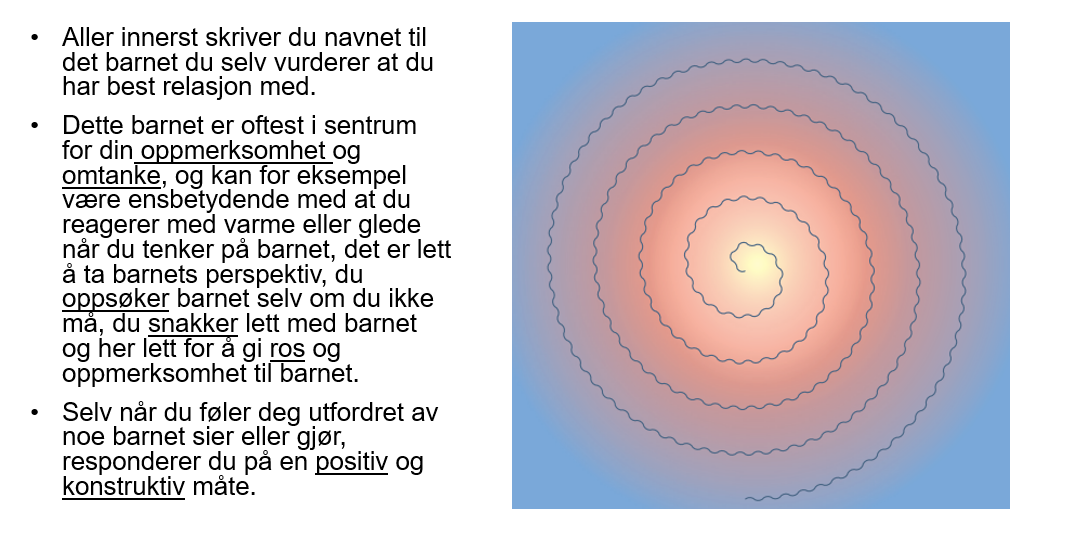 • Aller innerst skriver du navnet til
det barnet du selv vurderer at du
har best relasjon med.
• Dette barnet er oftest i sentrum
for din oppmerksomhet og
omtanke, og kan for eksempel
være ensbetydende med at du
reagerer med varme eller glede
når du tenker på barnet, det er lett
å ta barnets perspektiv, du
oppsøker barnet selv om du ikke
må, du snakker lett med barnet
og her lett for å gi ros og
oppmerksomhet til barnet.
• Selv når du føler deg utfordret av
noe barnet sier eller gjør,
responderer du på en positiv og
konstruktiv måte.